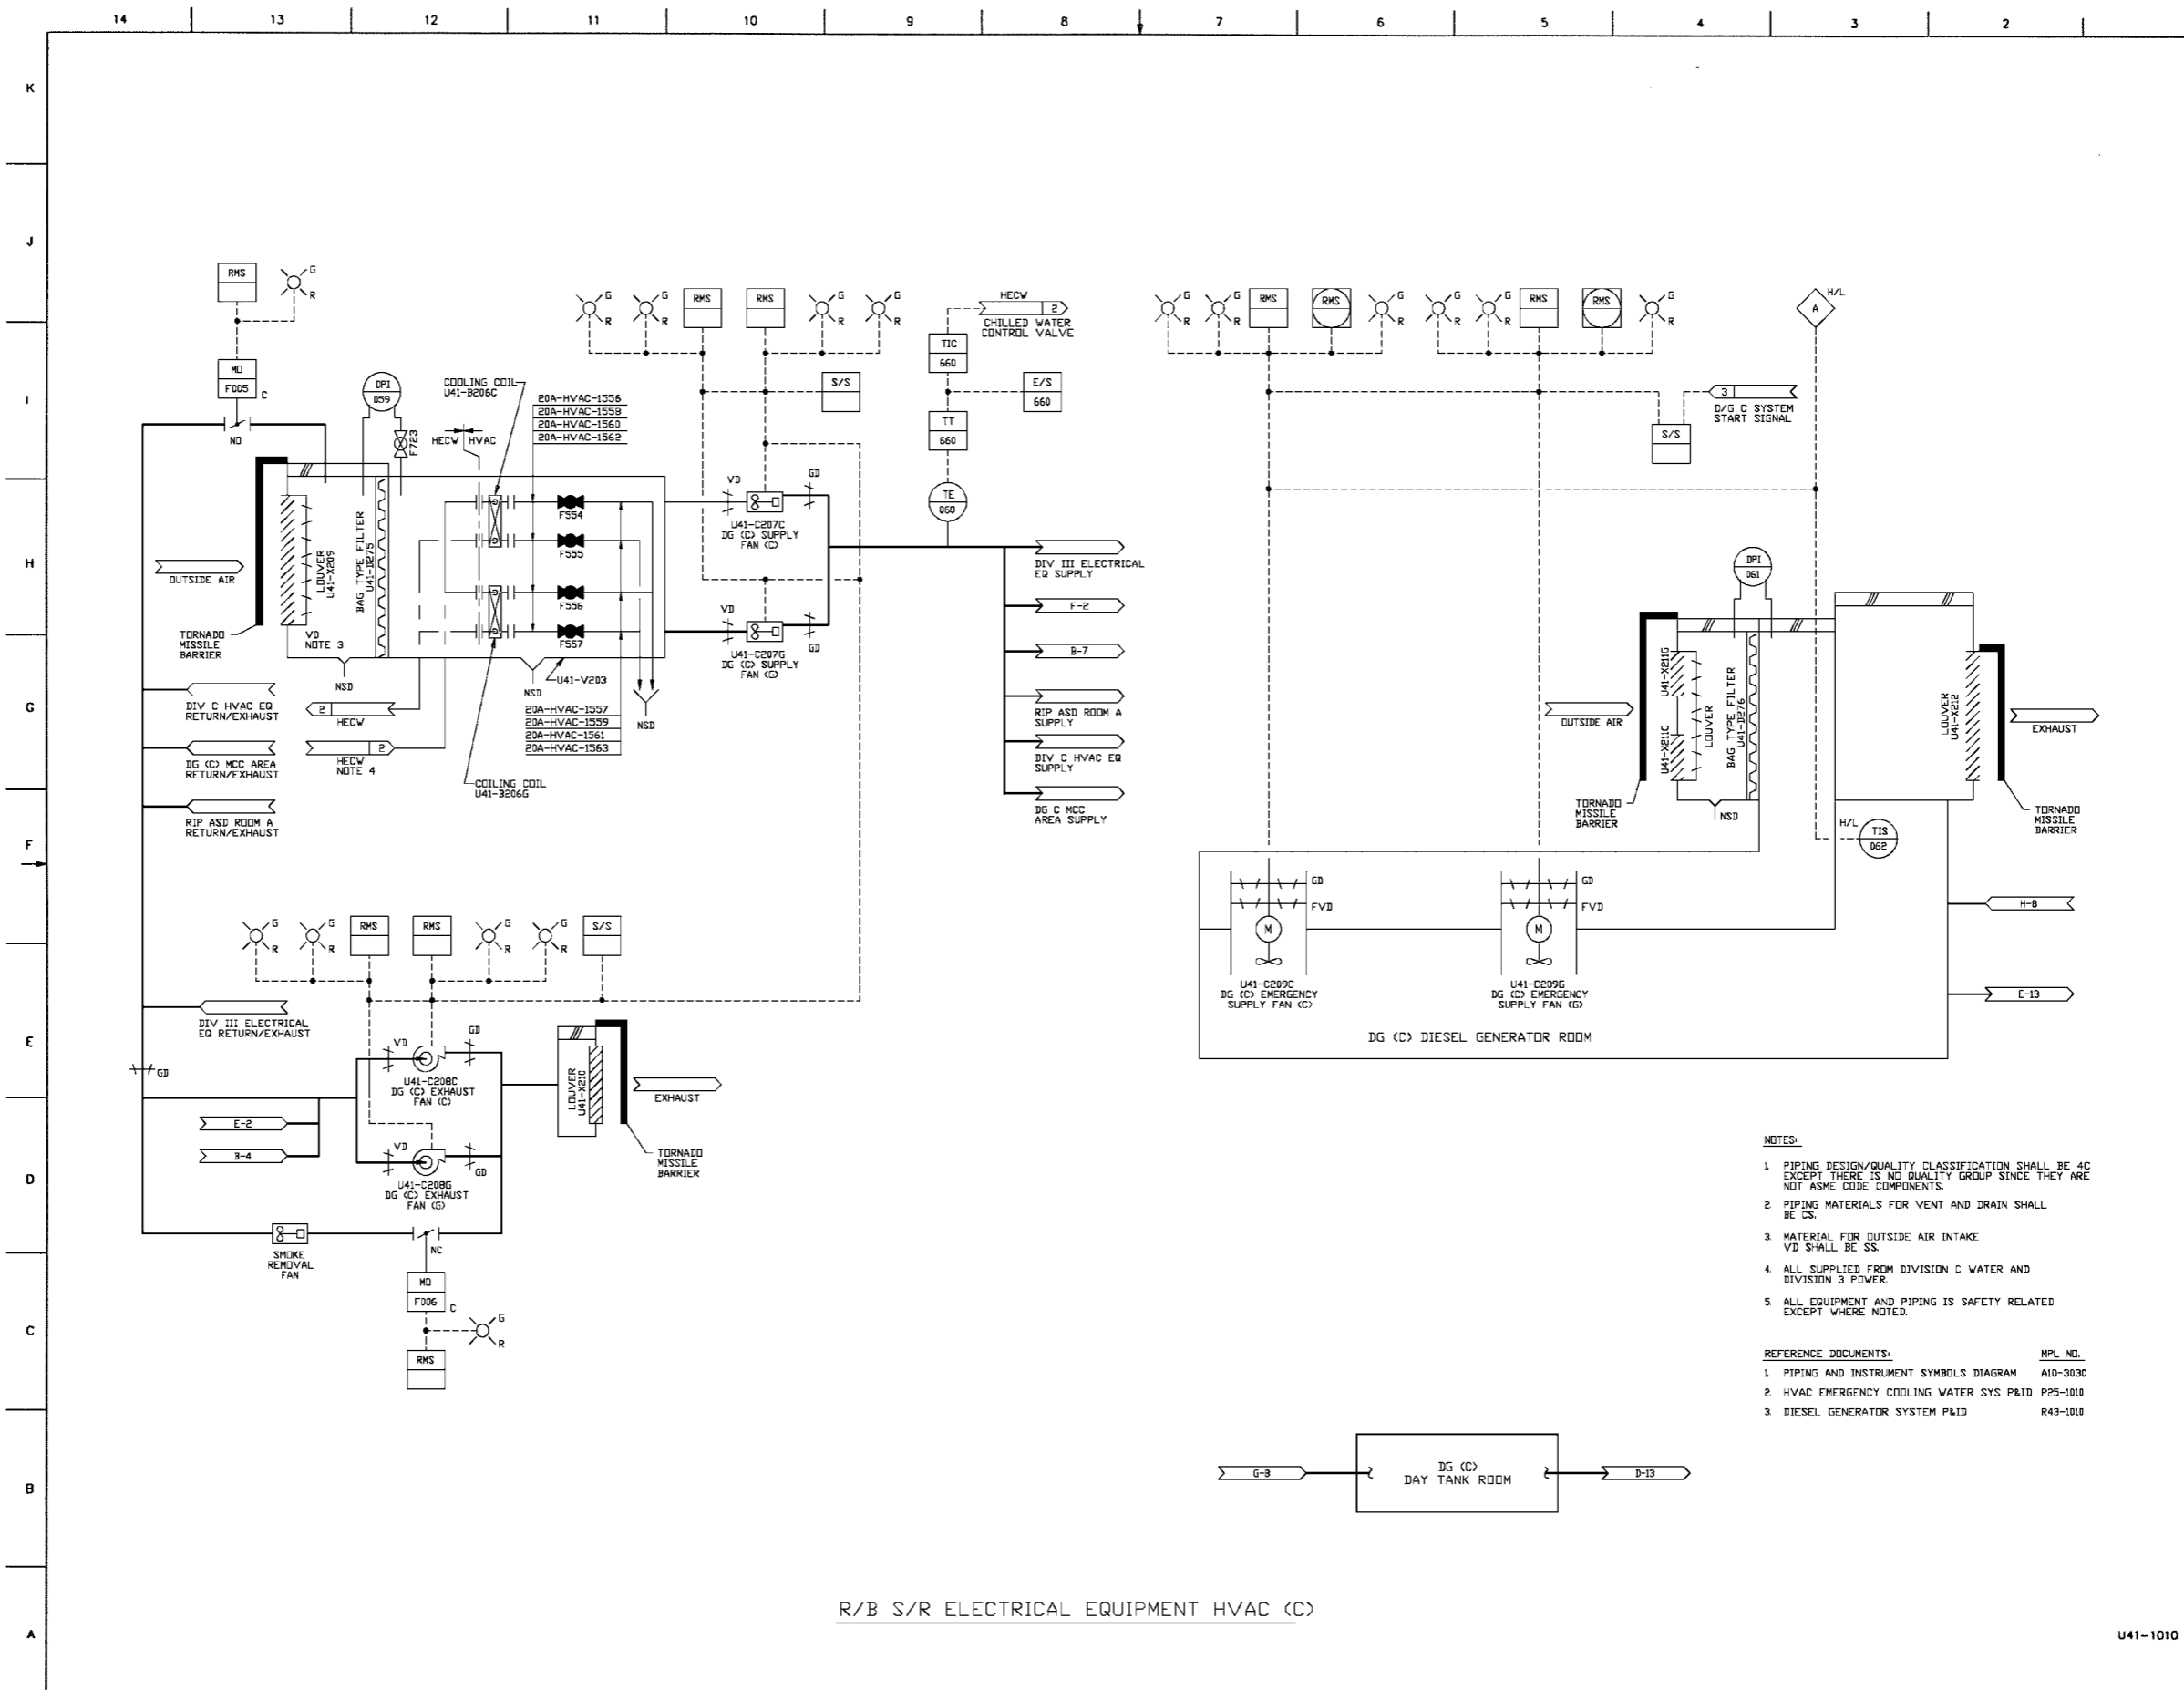 14 13 12 11 10 9 8 7 6 5 4 3 2
K
J
I
H
G
F
E
D
C
B
A
RMS
G
R
MO
F005
C
NO
DPI
059
F723
COOLING COIL
U41-B206C
HECW HVAC
20A-HVAC-1556
20A-HVAC-1558
20A-HVAC-1560
20A-HVAC-1562
G
R
G
R
RMS
RMS
G
R
G
R
S/S
HECW
2
CHILLED WATER
CONTROL VALVE
TIC
660
E/S
660
TT
660
TE
060
OUTSIDE AIR
TORNADO
MISSILE
BARRIER
LOUVER
U41-X209
VD
NOTE 3
BAG TYPE FILTER
U41-D275
NSD
F554
F555
F556
F557
NSD
U41-V203
20A-HVAC-1557
20A-HVAC-1559
20A-HVAC-1561
20A-HVAC-1563
NSD
COILING COIL
U41-B206G
2
HECW
2
HECW
NOTE 4
VD
GD
U41-C207C
DG (C) SUPPLY
FAN (C)
VD
GD
U41-C207G
DG (C) SUPPLY
FAN (G)
DIV III ELECTRICAL
EQ SUPPLY
F-2
B-7
RIP ASD ROOM A
SUPPLY
DIV C HVAC EQ
SUPPLY
DG C MCC
AREA SUPPLY
DIV C HVAC EQ
RETURN/EXHAUST
DG (C) MCC AREA
RETURN/EXHAUST
RIP ASD ROOM A
RETURN/EXHAUST
G
R
G
R
RMS
RMS
G
R
G
R
S/S
DIV III ELECTRICAL
EQ RETURN/EXHAUST
GD
E-2
B-4
VD
GD
U41-C208C
DG (C) EXHAUST
FAN (C)
VD
GD
U41-C208G
DG (C) EXHAUST
FAN (G)
LOUVER
U41-X210
EXHAUST
TORNADO
MISSILE
BARRIER
SMOKE
REMOVAL
FAN
NC
MO
F006
C
G
R
RMS
G
R
G
R
RMS
RMS
G
R
G
R
G
R
RMS
RMS
G
R
A
H/L
3
D/G C SYSTEM
START SIGNAL
S/S
DPI
061
OUTSIDE AIR
TORNADO
MISSILE
BARRIER
U41-X211G
U41-X211C
LOUVER
BAG TYPE FILTER
U41-D276
NSD
LOUVER
U41-X212
EXHAUST
TORNADO
MISSILE
BARRIER
H/L
TIS
062
GD
FVD
M
U41-C209C
DG (C) EMERGENCY
SUPPLY FAN (C)
GD
FVD
M
U41-C209G
DG (C) EMERGENCY
SUPPLY FAN (G)
DG (C) DIESEL GENERATOR ROOM
H-8
E-13
NOTES:
1. PIPING DESIGN/QUALITY CLASSIFICATION SHALL BE 4C
EXCEPT THERE IS NO QUALITY GROUP SINCE THEY ARE
NOT ASME CODE COMPONENTS.
2. PIPING MATERIALS FOR VENT AND DRAIN SHALL
BE CS.
3. MATERIAL FOR OUTSIDE AIR INTAKE
VD SHALL BE SS.
4. ALL SUPPLIED FROM DIVISION C WATER AND
DIVISION 3 POWER.
5. ALL EQUIPMENT AND PIPING IS SAFETY RELATED
EXCEPT WHERE NOTED.
REFERENCE DOCUMENTS: MPL NO.
1. PIPING AND INSTRUMENT SYMBOLS DIAGRAM A10-3030
2. HVAC EMERGENCY COOLING WATER SYS P&ID P25-1010
3. DIESEL GENERATOR SYSTEM P&ID R43-1010
G-8
DG (C)
DAY TANK ROOM
D-13
R/B S/R ELECTRICAL EQUIPMENT HVAC (C)
U41-1010